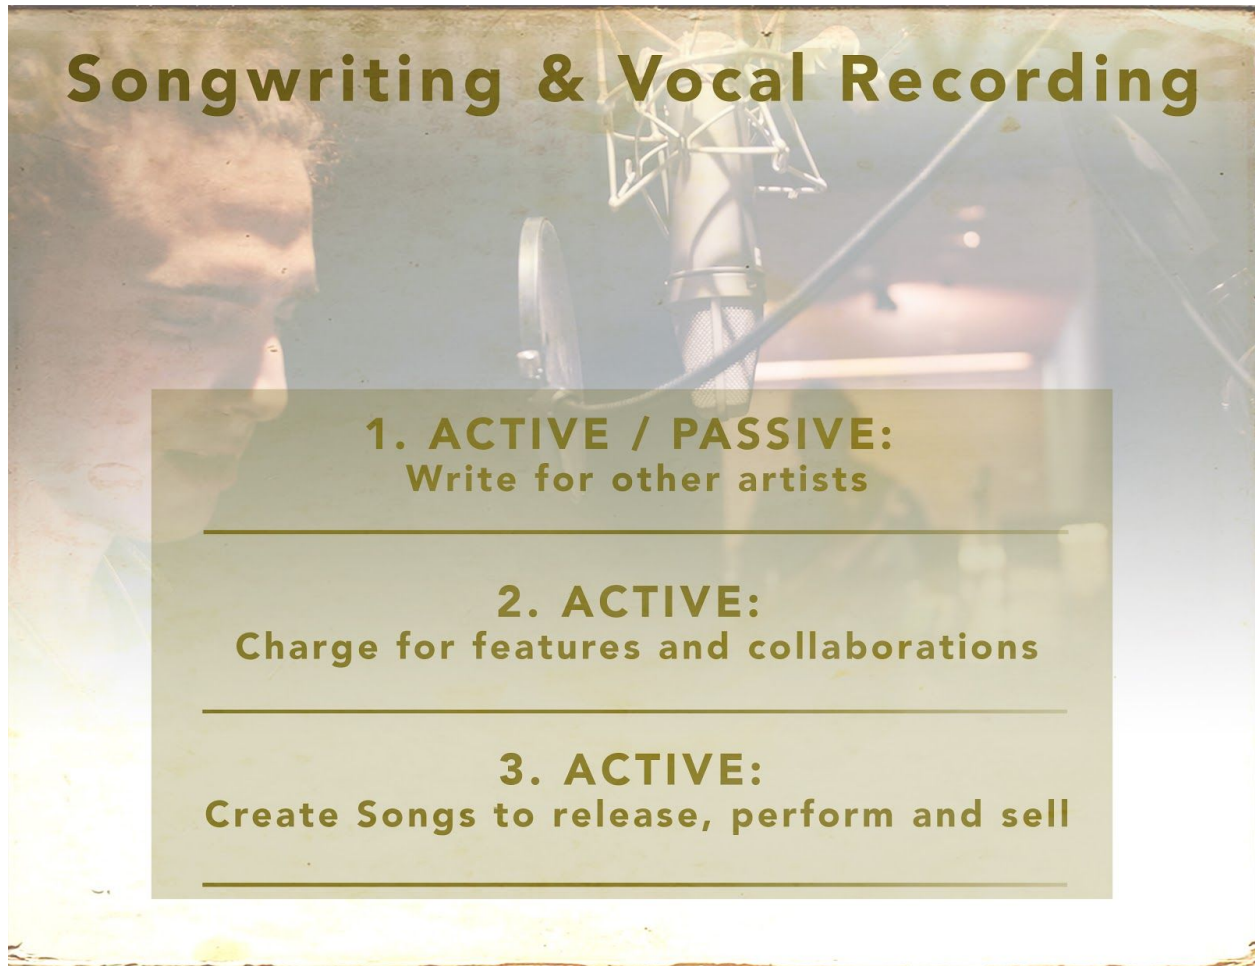 Songwriting & Vocal Recording
1. ACTIVE / PASSIVE:
Write for other artists
2. ACTIVE:
Charge for features and collaborations
3. ACTIVE:
Create Songs to release, perform and sell